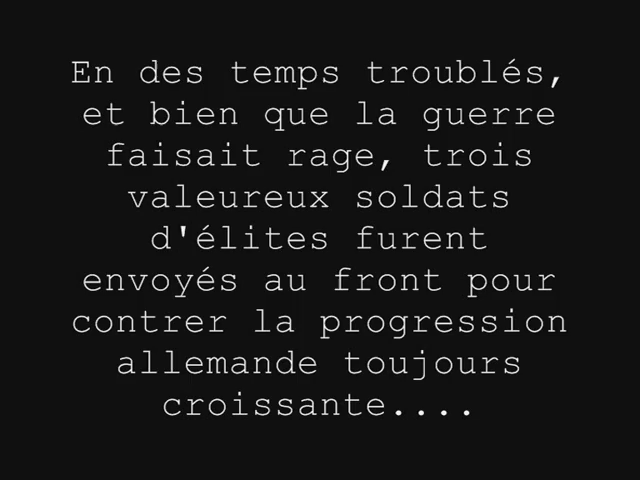 En des temps troublés,
et bien que la guerre
faisait rage, trois
valeureux soldats
d'élites furent
envoyés au front pour
contrer la progression
allemande toujours
croissante....